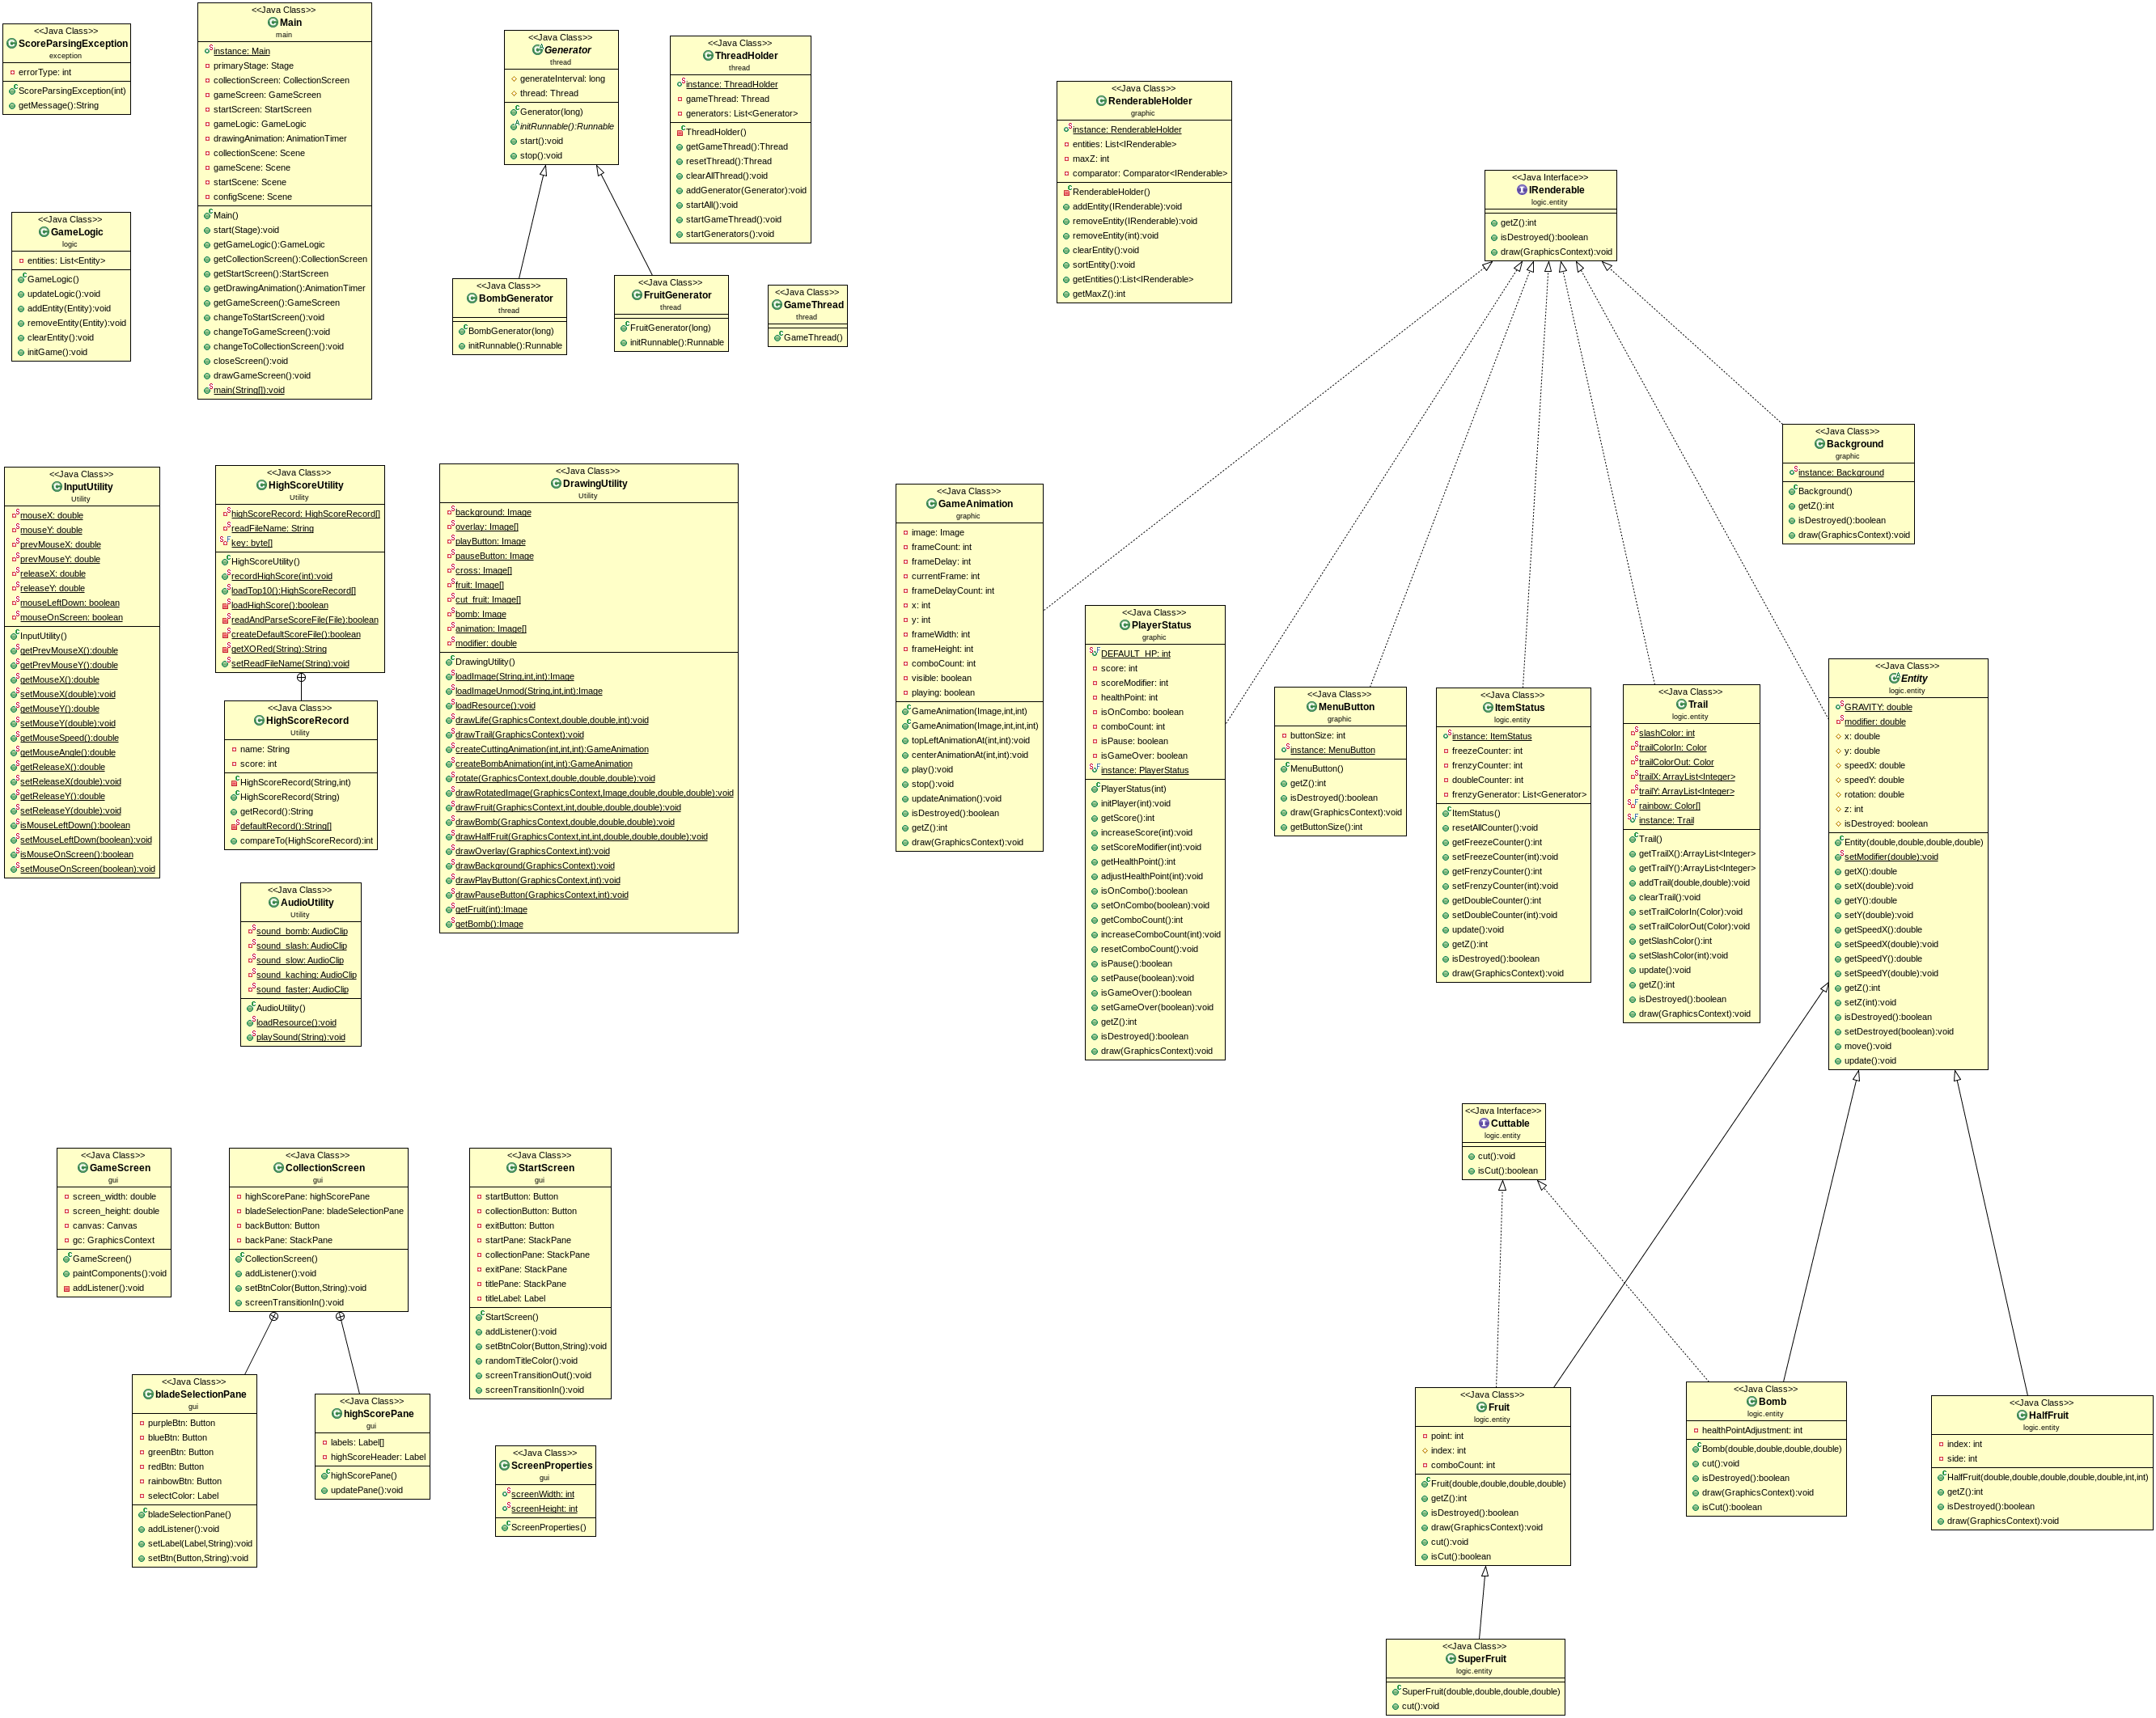 <<Java Class>>
ScoreParsingException
exception
errorType: int
ScoreParsingException(int)
getMessage():String
<<Java Class>>
Main
main
instance: Main
primaryStage: Stage
collectionScreen: CollectionScreen
gameScreen: GameScreen
startScreen: StartScreen
gameLogic: GameLogic
drawingAnimation: AnimationTimer
collectionScene: Scene
gameScene: Scene
startScene: Scene
configScene: Scene
Main()
start(Stage):void
getGameLogic():GameLogic
getCollectionScreen():CollectionScreen
getStartScreen():StartScreen
getDrawingAnimation():AnimationTimer
getGameScreen():GameScreen
changeToStartScreen():void
changeToGameScreen():void
changeToCollectionScreen():void
closeScreen():void
drawGameScreen():void
main(String[]):void
<<Java Class>>
Generator
thread
generateInterval: long
thread: Thread
Generator(long)
initRunnable():Runnable
start():void
stop():void
<<Java Class>>
ThreadHolder
thread
instance: ThreadHolder
gameThread: Thread
generators: List<Generator>
ThreadHolder()
getGameThread():Thread
resetThread():Thread
clearAllThread():void
addGenerator(Generator):void
startAll():void
startGameThread():void
startGenerators():void
<<Java Class>>
RenderableHolder
graphic
instance: RenderableHolder
entities: List<IRenderable>
maxZ: int
comparator: Comparator<IRenderable>
RenderableHolder()
addEntity(IRenderable):void
removeEntity(IRenderable):void
removeEntity(int):void
clearEntity():void
sortEntity():void
getEntities():List<IRenderable>
getMaxZ():int
<<Java Interface>>
IRenderable
logic.entity
getZ():int
isDestroyed():boolean
draw(GraphicsContext):void
<<Java Class>>
GameLogic
logic
entities: List<Entity>
GameLogic()
updateLogic():void
addEntity(Entity):void
removeEntity(Entity):void
clearEntity():void
initGame():void
<<Java Class>>
BombGenerator
thread
BombGenerator(long)
initRunnable():Runnable
<<Java Class>>
FruitGenerator
thread
FruitGenerator(long)
initRunnable():Runnable
<<Java Class>>
GameThread
thread
GameThread()
<<Java Class>>
Background
graphic
instance: Background
Background()
getZ():int
isDestroyed():boolean
draw(GraphicsContext):void
<<Java Class>>
InputUtility
Utility
mouseX: double
mouseY: double
prevMouseX: double
prevMouseY: double
releaseX: double
releaseY: double
mouseLeftDown: boolean
mouseOnScreen: boolean
InputUtility()
getPrevMouseX():double
getPrevMouseY():double
getMouseX():double
setMouseX(double):void
getMouseY():double
setMouseY(double):void
getMouseSpeed():double
getMouseAngle():double
getReleaseX():double
setReleaseX(double):void
getReleaseY():double
setReleaseY(double):void
isMouseLeftDown():boolean
setMouseLeftDown(boolean):void
isMouseOnScreen():boolean
setMouseOnScreen(boolean):void
<<Java Class>>
HighScoreUtility
Utility
highScoreRecord: HighScoreRecord[]
readFileName: String
key: byte[]
HighScoreUtility()
recordHighScore(int):void
loadTop10():HighScoreRecord[]
loadHighScore():boolean
readAndParseScoreFile(File):boolean
createDefaultScoreFile():boolean
getXORed(String):String
setReadFileName(String):void
<<Java Class>>
HighScoreRecord
Utility
name: String
score: int
HighScoreRecord(String,int)
HighScoreRecord(String)
getRecord():String
defaultRecord():String[]
compareTo(HighScoreRecord):int
<<Java Class>>
AudioUtility
Utility
sound_bomb: AudioClip
sound_slash: AudioClip
sound_slow: AudioClip
sound_kaching: AudioClip
sound_faster: AudioClip
AudioUtility()
loadResource():void
playSound(String):void
<<Java Class>>
DrawingUtility
Utility
background: Image
overlay: Image[]
playButton: Image
pauseButton: Image
cross: Image[]
fruit: Image[]
cut_fruit: Image[]
bomb: Image
animation: Image[]
modifier: double
DrawingUtility()
loadImage(String,int,int):Image
loadImageUnmod(String,int,int):Image
loadResource():void
drawLife(GraphicsContext,double,double,int):void
drawTrail(GraphicsContext):void
createCuttingAnimation(int,int,int):GameAnimation
createBombAnimation(int,int):GameAnimation
rotate(GraphicsContext,double,double,double):void
drawRotatedImage(GraphicsContext,Image,double,double,double):void
drawFruit(GraphicsContext,int,double,double,double):void
drawBomb(GraphicsContext,double,double,double):void
drawHalfFruit(GraphicsContext,int,int,double,double,double):void
drawOverlay(GraphicsContext,int):void
drawBackground(GraphicsContext):void
drawPlayButton(GraphicsContext,int):void
drawPauseButton(GraphicsContext,int):void
getFruit(int):Image
getBomb():Image
<<Java Class>>
GameAnimation
graphic
image: Image
frameCount: int
frameDelay: int
currentFrame: int
frameDelayCount: int
x: int
y: int
frameWidth: int
frameHeight: int
comboCount: int
visible: boolean
playing: boolean
GameAnimation(Image,int,int)
GameAnimation(Image,int,int,int)
topLeftAnimationAt(int,int):void
centerAnimationAt(int,int):void
play():void
stop():void
updateAnimation():void
isDestroyed():boolean
getZ():int
draw(GraphicsContext):void
<<Java Class>>
PlayerStatus
graphic
DEFAULT_HP: int
score: int
scoreModifier: int
healthPoint: int
isOnCombo: boolean
comboCount: int
isPause: boolean
isGameOver: boolean
instance: PlayerStatus
PlayerStatus(int)
initPlayer(int):void
getScore():int
increaseScore(int):void
setScoreModifier(int):void
getHealthPoint():int
adjustHealthPoint(int):void
isOnCombo():boolean
setOnCombo(boolean):void
getComboCount():int
increaseComboCount(int):void
resetComboCount():void
isPause():boolean
setPause(boolean):void
isGameOver():boolean
setGameOver(boolean):void
getZ():int
isDestroyed():boolean
draw(GraphicsContext):void
<<Java Class>>
MenuButton
graphic
buttonSize: int
instance: MenuButton
MenuButton()
getZ():int
isDestroyed():boolean
draw(GraphicsContext):void
getButtonSize():int
<<Java Class>>
ItemStatus
logic.entity
instance: ItemStatus
freezeCounter: int
frenzyCounter: int
doubleCounter: int
frenzyGenerator: List<Generator>
ItemStatus()
resetAllCounter():void
getFreezeCounter():int
setFreezeCounter(int):void
getFrenzyCounter():int
setFrenzyCounter(int):void
getDoubleCounter():int
setDoubleCounter(int):void
update():void
getZ():int
isDestroyed():boolean
draw(GraphicsContext):void
<<Java Class>>
Trail
logic.entity
slashColor: int
trailColorIn: Color
trailColorOut: Color
trailX: ArrayList<Integer>
trailY: ArrayList<Integer>
rainbow: Color[]
instance: Trail
Trail()
getTrailX():ArrayList<Integer>
getTrailY():ArrayList<Integer>
addTrail(double,double):void
clearTrail():void
setTrailColorIn(Color):void
setTrailColorOut(Color):void
getSlashColor():int
setSlashColor(int):void
update():void
getZ():int
isDestroyed():boolean
draw(GraphicsContext):void
<<Java Class>>
Entity
logic.entity
GRAVITY: double
modifier: double
x: double
y: double
speedX: double
speedY: double
rotation: double
z: int
isDestroyed: boolean
Entity(double,double,double,double)
setModifier(double):void
getX():double
setX(double):void
getY():double
setY(double):void
getSpeedX():double
setSpeedX(double):void
getSpeedY():double
setSpeedY(double):void
getZ():int
setZ(int):void
isDestroyed():boolean
setDestroyed(boolean):void
move():void
update():void
<<Java Interface>>
Cuttable
logic.entity
cut():void
isCut():boolean
<<Java Class>>
GameScreen
gui
screen_width: double
screen_height: double
canvas: Canvas
gc: GraphicsContext
GameScreen()
paintComponents():void
addListener():void
<<Java Class>>
CollectionScreen
gui
highScorePane: highScorePane
bladeSelectionPane: bladeSelectionPane
backButton: Button
backPane: StackPane
CollectionScreen()
addListener():void
setBtnColor(Button,String):void
screenTransitionIn():void
<<Java Class>>
StartScreen
gui
startButton: Button
collectionButton: Button
exitButton: Button
startPane: StackPane
collectionPane: StackPane
exitPane: StackPane
titlePane: StackPane
titleLabel: Label
StartScreen()
addListener():void
setBtnColor(Button,String):void
randomTitleColor():void
screenTransitionOut():void
screenTransitionIn():void
<<Java Class>>
bladeSelectionPane
gui
purpleBtn: Button
blueBtn: Button
greenBtn: Button
redBtn: Button
rainbowBtn: Button
selectColor: Label
bladeSelectionPane()
addListener():void
setLabel(Label,String):void
setBtn(Button,String):void
<<Java Class>>
highScorePane
gui
labels: Label[]
highScoreHeader: Label
highScorePane()
updatePane():void
<<Java Class>>
ScreenProperties
gui
screenWidth: int
screenHeight: int
ScreenProperties()
<<Java Class>>
Fruit
logic.entity
point: int
index: int
comboCount: int
Fruit(double,double,double,double)
getZ():int
isDestroyed():boolean
draw(GraphicsContext):void
cut():void
isCut():boolean
<<Java Class>>
Bomb
logic.entity
healthPointAdjustment: int
Bomb(double,double,double,double)
cut():void
isDestroyed():boolean
draw(GraphicsContext):void
isCut():boolean
<<Java Class>>
HalfFruit
logic.entity
index: int
side: int
HalfFruit(double,double,double,double,double,int,int)
getZ():int
isDestroyed():boolean
draw(GraphicsContext):void
<<Java Class>>
SuperFruit
logic.entity
SuperFruit(double,double,double,double)
cut():void